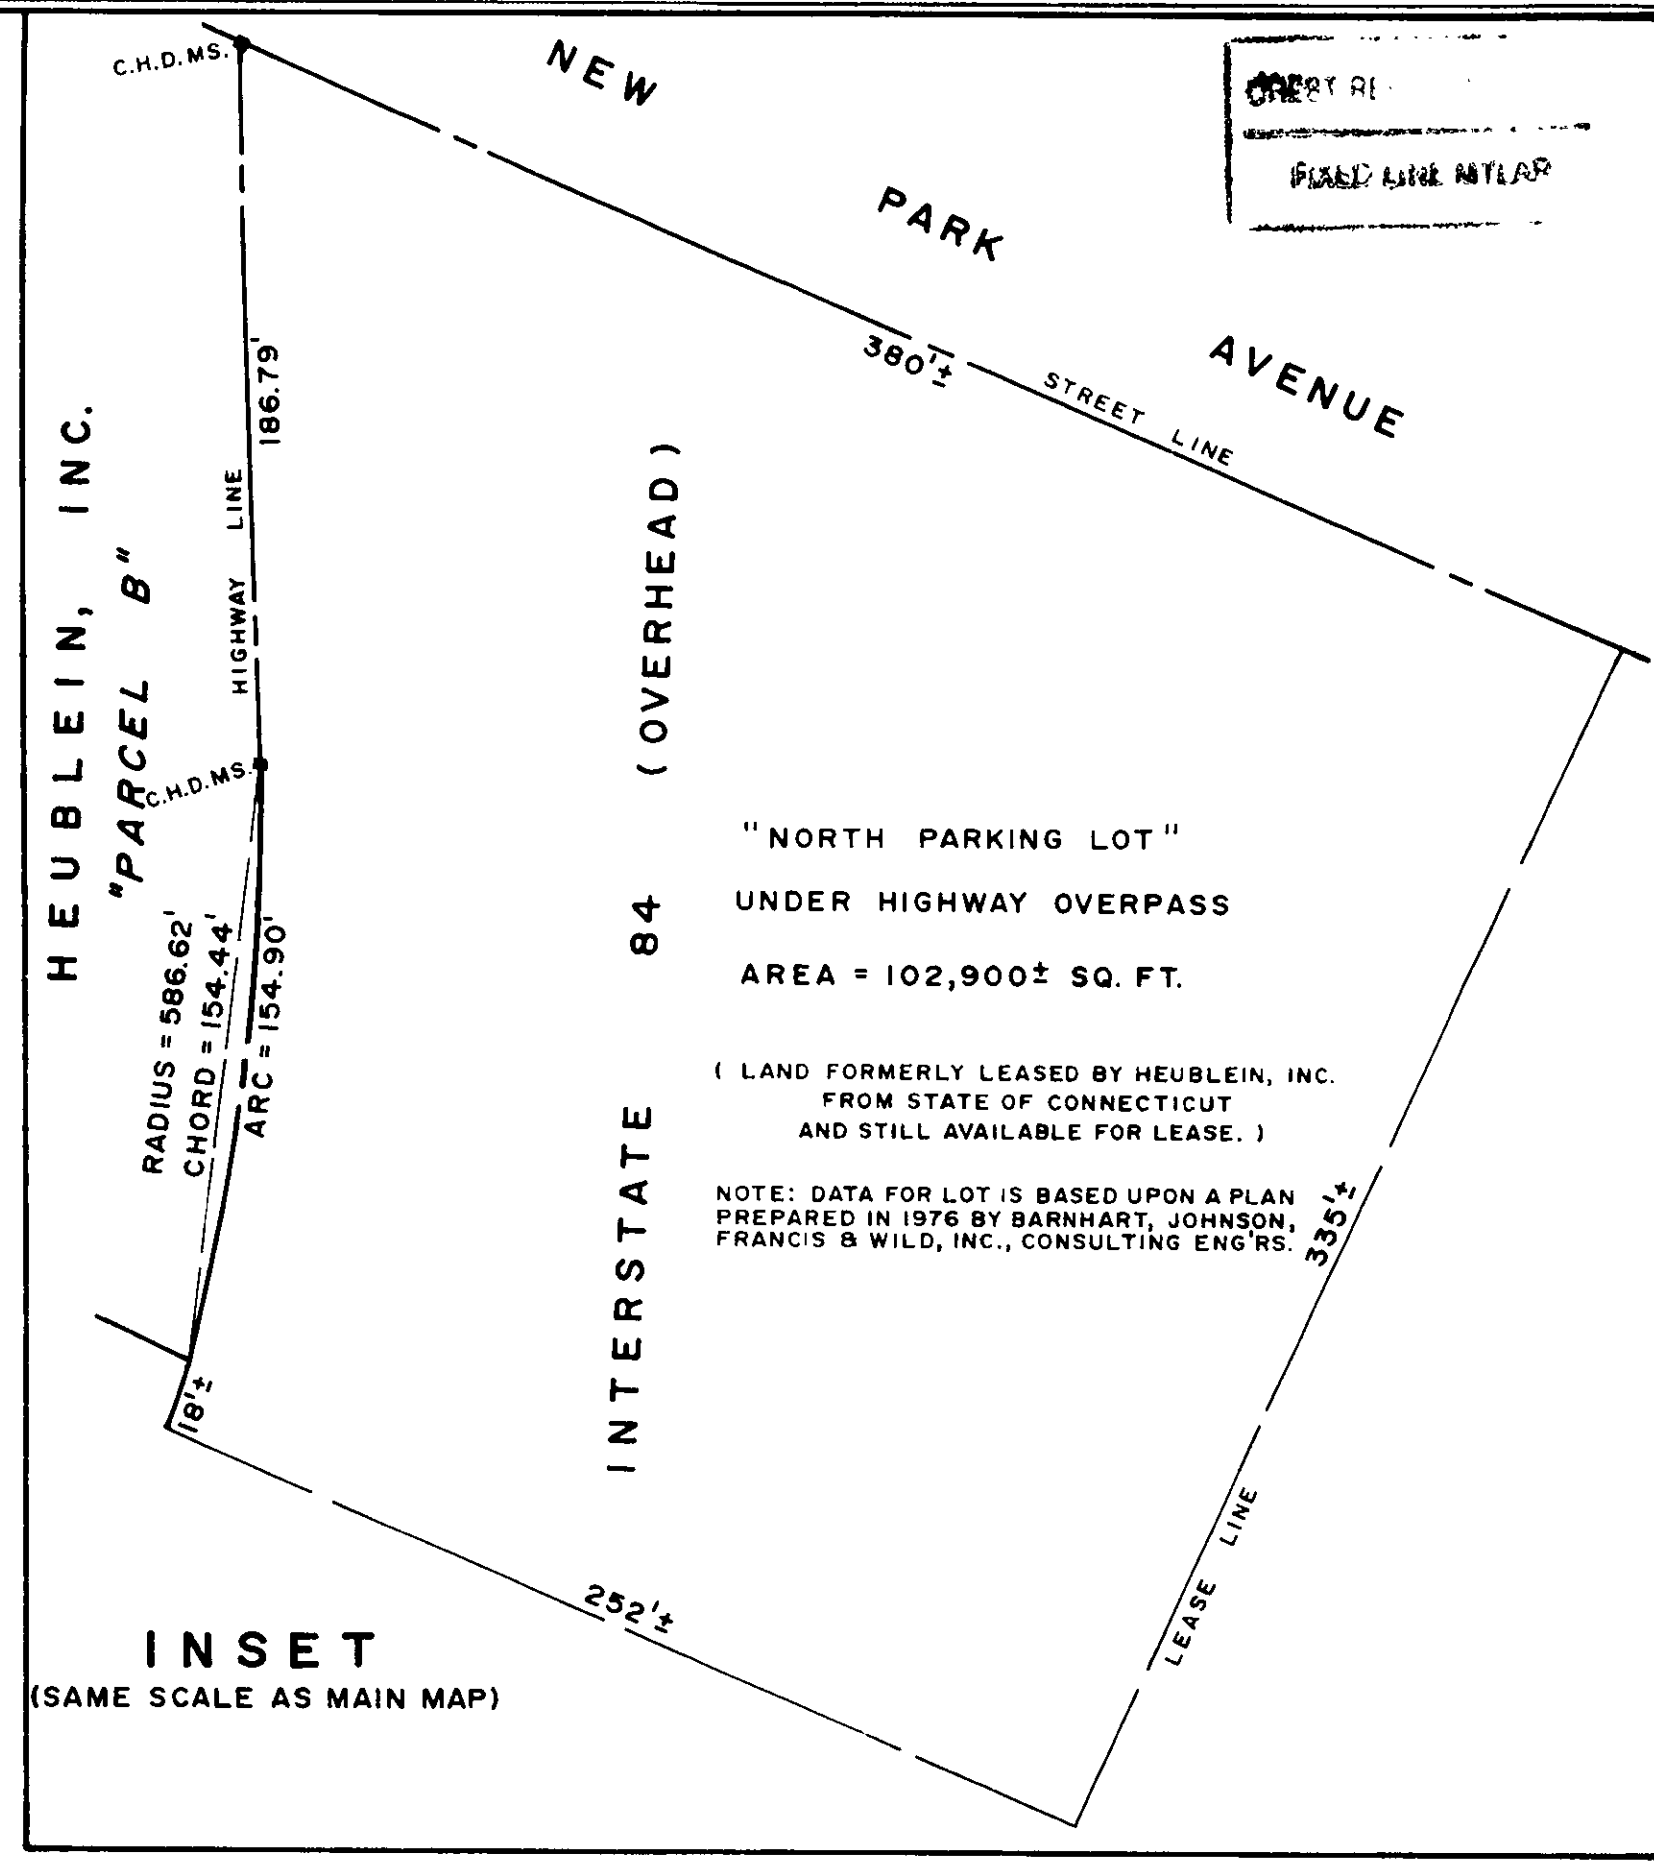 C.H.D. MS.
NEW PARK AVENUE
FIXED LINE MYLAR
380'±
STREET LINE
186.79'
HIGHWAY LINE
HEUBLEIN, INC.
"PARCEL B"
C.H.D. MS.
INTERSTATE 84 (OVERHEAD)
"NORTH PARKING LOT"
UNDER HIGHWAY OVERPASS
AREA = 102,900± SQ. FT.
RADIUS = 586.62'
CHORD = 154.44'
ARC = 154.90'
( LAND FORMERLY LEASED BY HEUBLEIN, INC.
FROM STATE OF CONNECTICUT
AND STILL AVAILABLE FOR LEASE. )
NOTE: DATA FOR LOT IS BASED UPON A PLAN
PREPARED IN 1976 BY BARNHART, JOHNSON,
FRANCIS & WILD, INC., CONSULTING ENG'RS.
335'±
18'±
LEASE LINE
252'±
INSET
(SAME SCALE AS MAIN MAP)